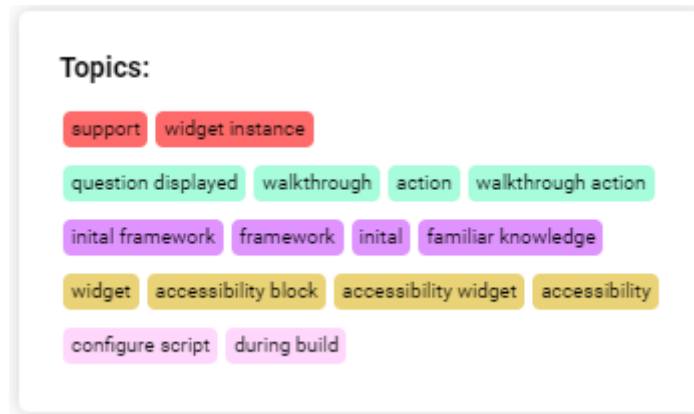 Topics:
support widget instance
question displayed walkthrough action walkthrough action
inital framework framework inital familiar knowledge
widget accessibility block accessibility widget accessibility
configure script during build